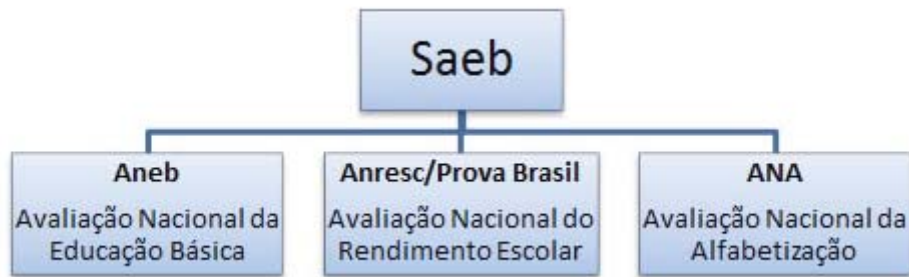 Saeb
Aneb
Avaliação Nacional da
Educação Básica
Anresc/Prova Brasil
Avaliação Nacional do
Rendimento Escolar
ANA
Avaliação Nacional da
Alfabetização